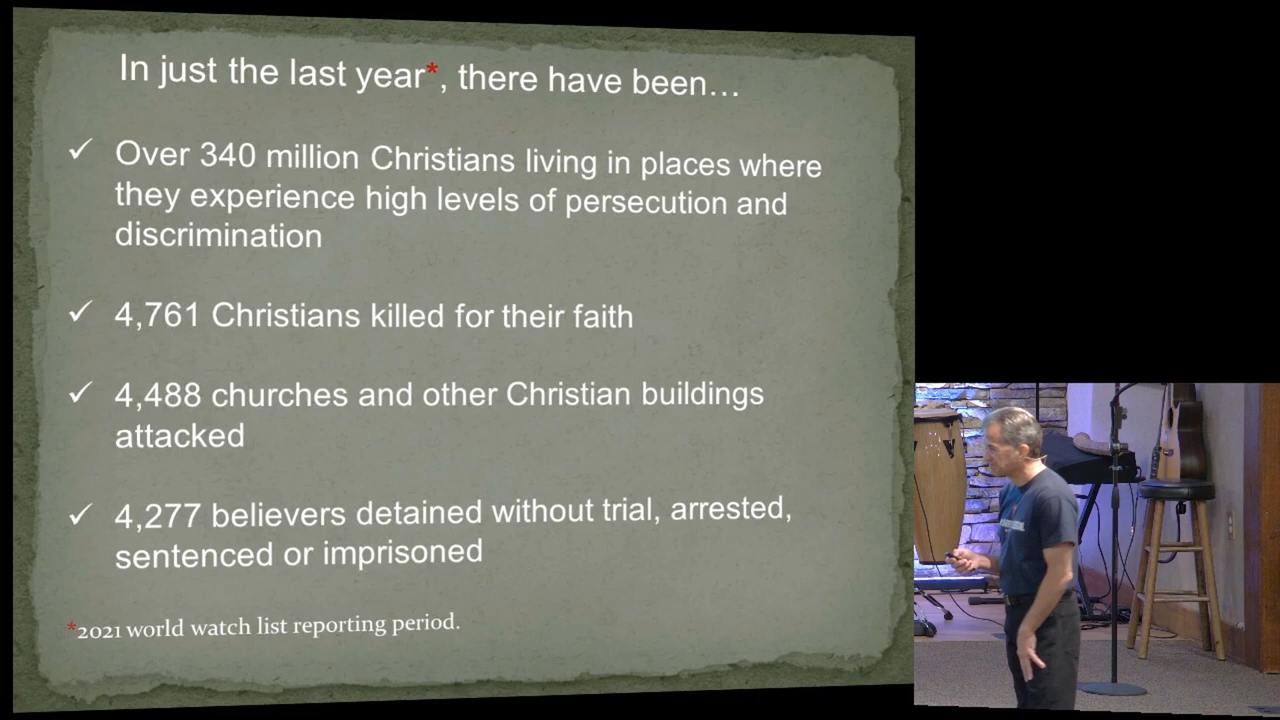 In just the last year*, there have been…
✓ Over 340 million Christians living in places where
they experience high levels of persecution and
discrimination
✓ 4,761 Christians killed for their faith
✓ 4,488 churches and other Christian buildings
attacked
✓ 4,277 believers detained without trial, arrested,
sentenced or imprisoned
*2021 world watch list reporting period.